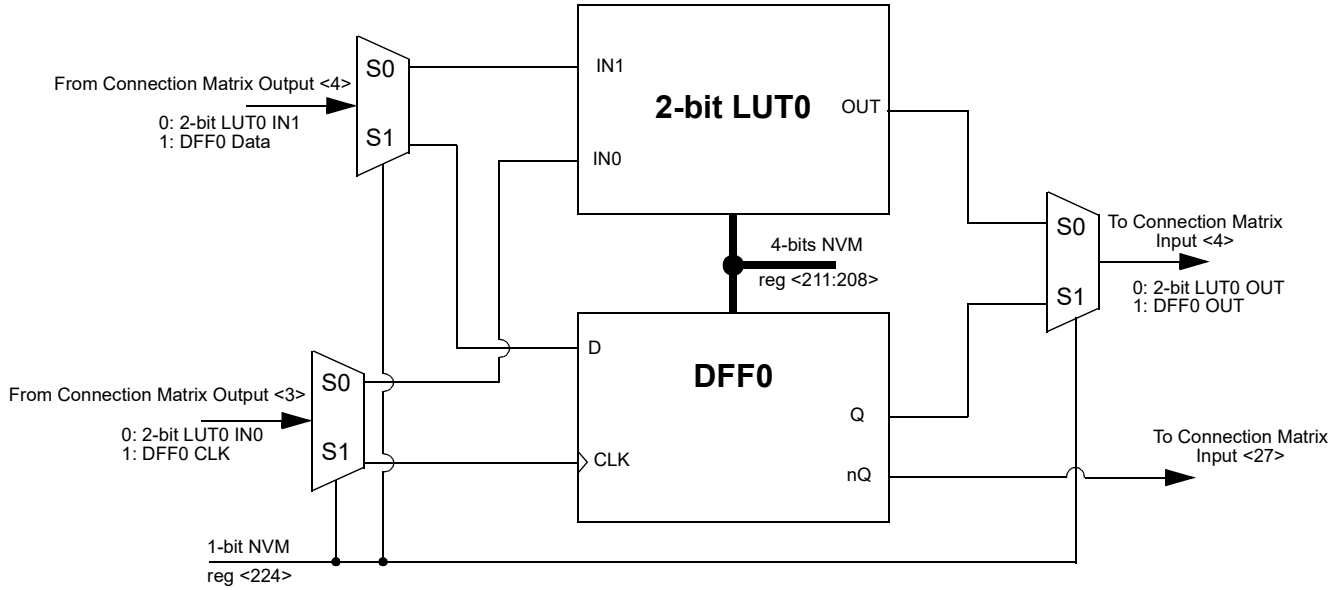 From Connection Matrix Output <4>
0: 2-bit LUT0 IN1
1: DFF0 Data
S0
S1
IN1
IN0
2-bit LUT0
OUT
4-bits NVM
reg <211:208>
S0
S1
To Connection Matrix
Input <4>
0: 2-bit LUT0 OUT
1: DFF0 OUT
From Connection Matrix Output <3>
0: 2-bit LUT0 IN0
1: DFF0 CLK
S0
S1
D
CLK
DFF0
Q
nQ
To Connection Matrix
Input <27>
1-bit NVM
reg <224>